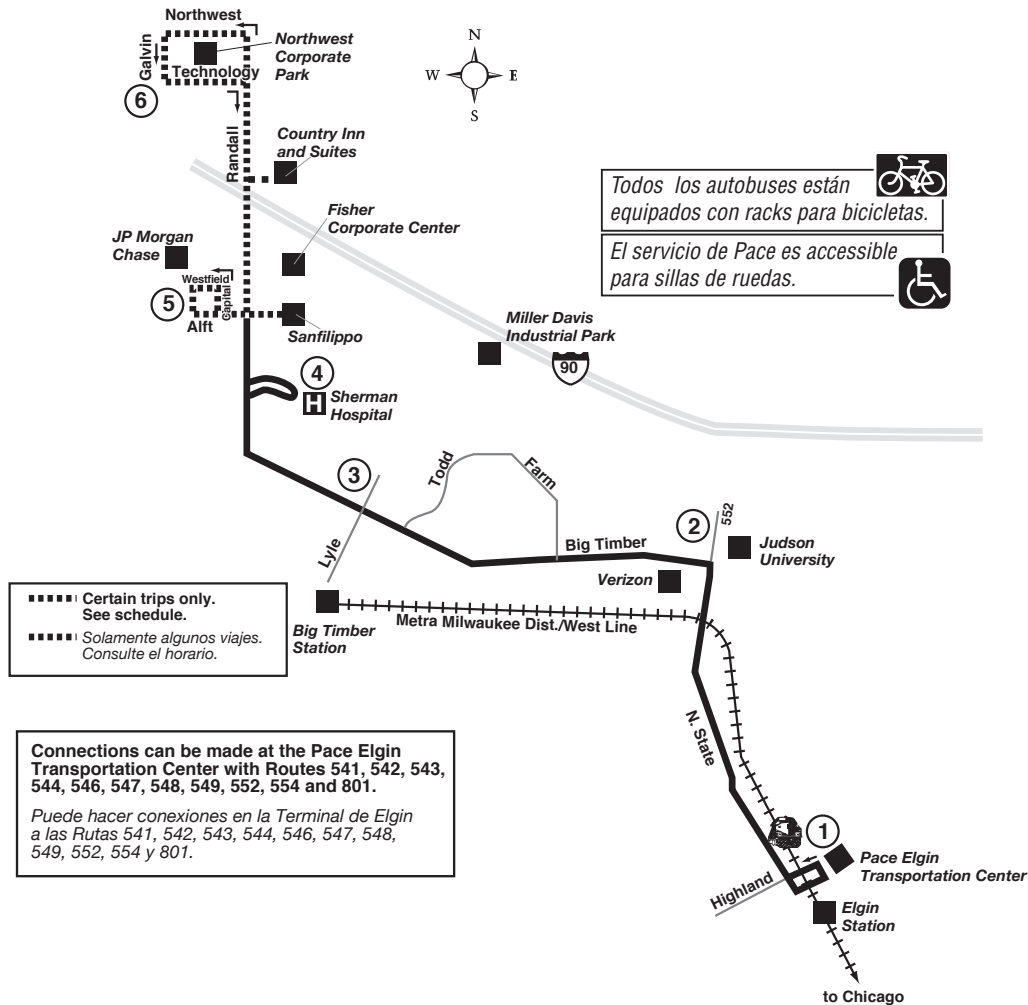 Northwest
Galvin
Northwest
Corporate
Park
Technology
6
N
W
E
S
Randall
Country Inn
and Suites
Todos los autobuses están
equipados con racks para bicicletas.
El servicio de Pace es accessible
para sillas de ruedas.
Fisher
Corporate Center
JP Morgan
Chase
Westfield
Capital
5
Alft
Sanfilippo
Miller Davis
Industrial Park
90
4
H
Sherman
Hospital
3
Todd
Farm
Lyle
2
552
Big Timber
Judson
University
Verizon
Certain trips only.
See schedule.
Solamente algunos viajes.
Consulte el horario.
Big Timber
Station
Metra Milwaukee Dist./West Line
N. State
Connections can be made at the Pace Elgin
Transportation Center with Routes 541, 542, 543,
544, 546, 547, 548, 549, 552, 554 and 801.
Puede hacer conexiones en la Terminal de Elgin
a las Rutas 541, 542, 543, 544, 546, 547, 548,
549, 552, 554 y 801.
1
Pace Elgin
Transportation Center
Highland
Elgin
Station
to Chicago